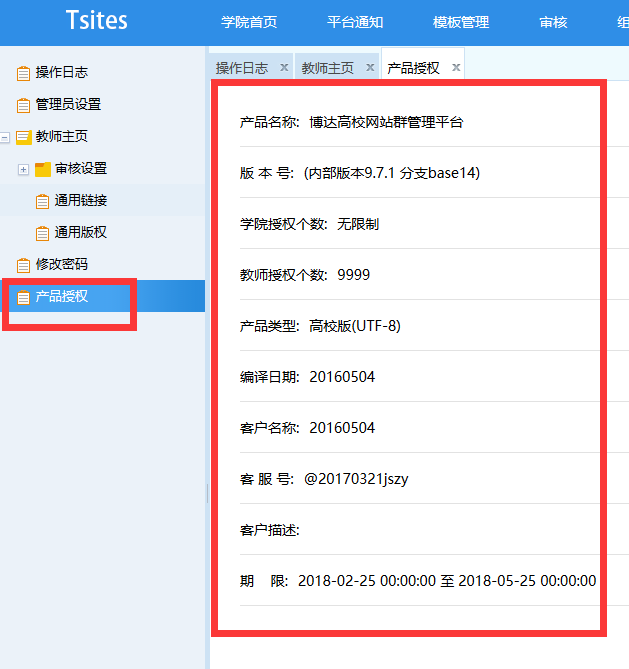 Tsites
学院首页 平台通知 模板管理 审核 组
操作日志 教师主页 产品授权
操作日志
管理员设置
教师主页
审核设置
通用链接
通用版权
修改密码
产品授权
产品名称: 博达高校网站群管理平台
版 本 号: (内部版本9.7.1 分支base14)
学院授权个数: 无限制
教师授权个数: 9999
产品类型: 高校版(UTF-8)
编译日期: 20160504
客户名称: 20160504
客 服 号: @20170321jszy
客户描述:
期 限: 2018-02-25 00:00:00 至 2018-05-25 00:00:00